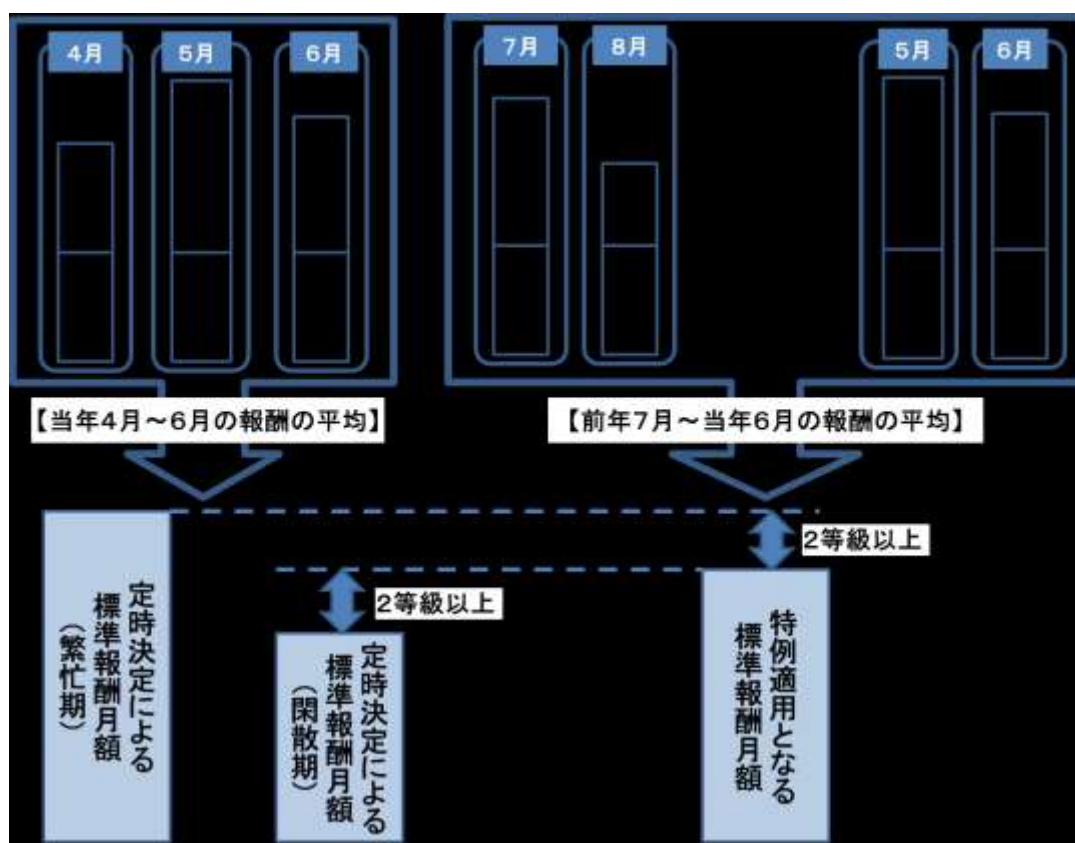 4月
5月
6月
7月
8月
5月
6月
【当年4月～6月の報酬の平均】
【前年7月～当年6月の報酬の平均】
2等級以上
2等級以上
定時決定による
標準報酬月額
（繁忙期）
定時決定による
標準報酬月額
（閑散期）
特例適用となる
標準報酬月額